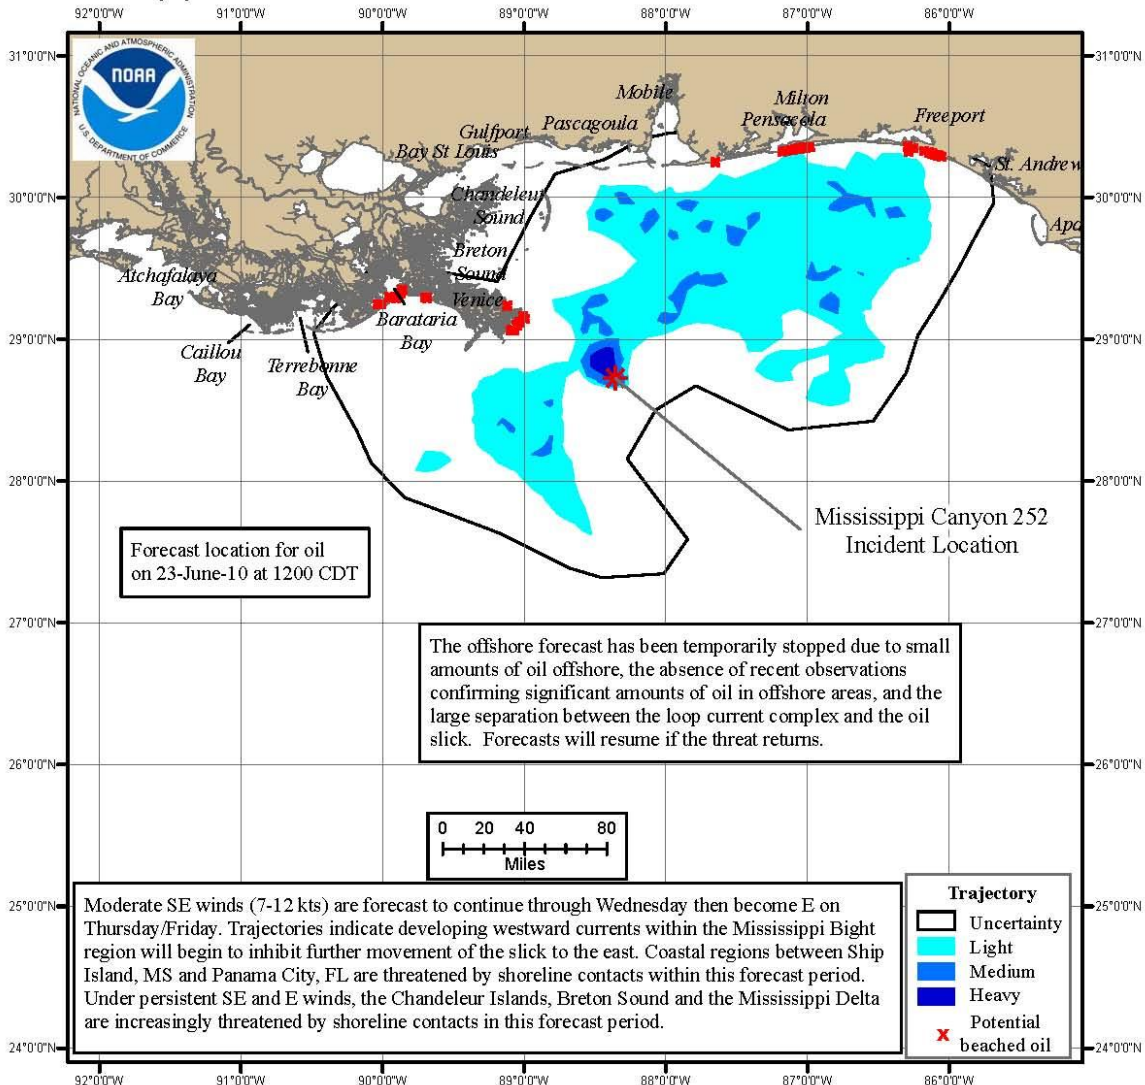 92°0'0"W 91°0'0"W 90°0'0"W 89°0'0"W 88°0'0"W 87°0'0"W 86°0'0"W
31°0'0"N 31°0'0"N
NATIONAL OCEANIC AND ATMOSPHERIC ADMINISTRATION
NOAA
U.S. DEPARTMENT OF COMMERCE
Mobile
Milton
Pensacola
Freeport
Pascagoula
Gulfport
Bay St Louis
St. Andrew
30°0'0"N 30°0'0"N
Chandeleur
Sound
Apa
Breton
Sound
Atchafalaya
Bay
Venice
Barataria
Bay
29°0'0"N 29°0'0"N
Caillou
Bay
Terrebonne
Bay
28°0'0"N 28°0'0"N
Mississippi Canyon 252
Incident Location
Forecast location for oil
on 23-June-10 at 1200 CDT
27°0'0"N 27°0'0"N
The offshore forecast has been temporarily stopped due to small
amounts of oil offshore, the absence of recent observations
confirming significant amounts of oil in offshore areas, and the
large separation between the loop current complex and the oil
slick. Forecasts will resume if the threat returns.
26°0'0"N 26°0'0"N
0 20 40 80
Miles
25°0'0"N 25°0'0"N
Moderate SE winds (7-12 kts) are forecast to continue through Wednesday then become E on
Thursday/Friday. Trajectories indicate developing westward currents within the Mississippi Bight
region will begin to inhibit further movement of the slick to the east. Coastal regions between Ship
Island, MS and Panama City, FL are threatened by shoreline contacts within this forecast period.
Under persistent SE and E winds, the Chandeleur Islands, Breton Sound and the Mississippi Delta
are increasingly threatened by shoreline contacts in this forecast period.
Trajectory
Uncertainty
Light
Medium
Heavy
x Potential
beached oil
24°0'0"N 24°0'0"N
92°0'0"W 91°0'0"W 90°0'0"W 89°0'0"W 88°0'0"W 87°0'0"W 86°0'0"W